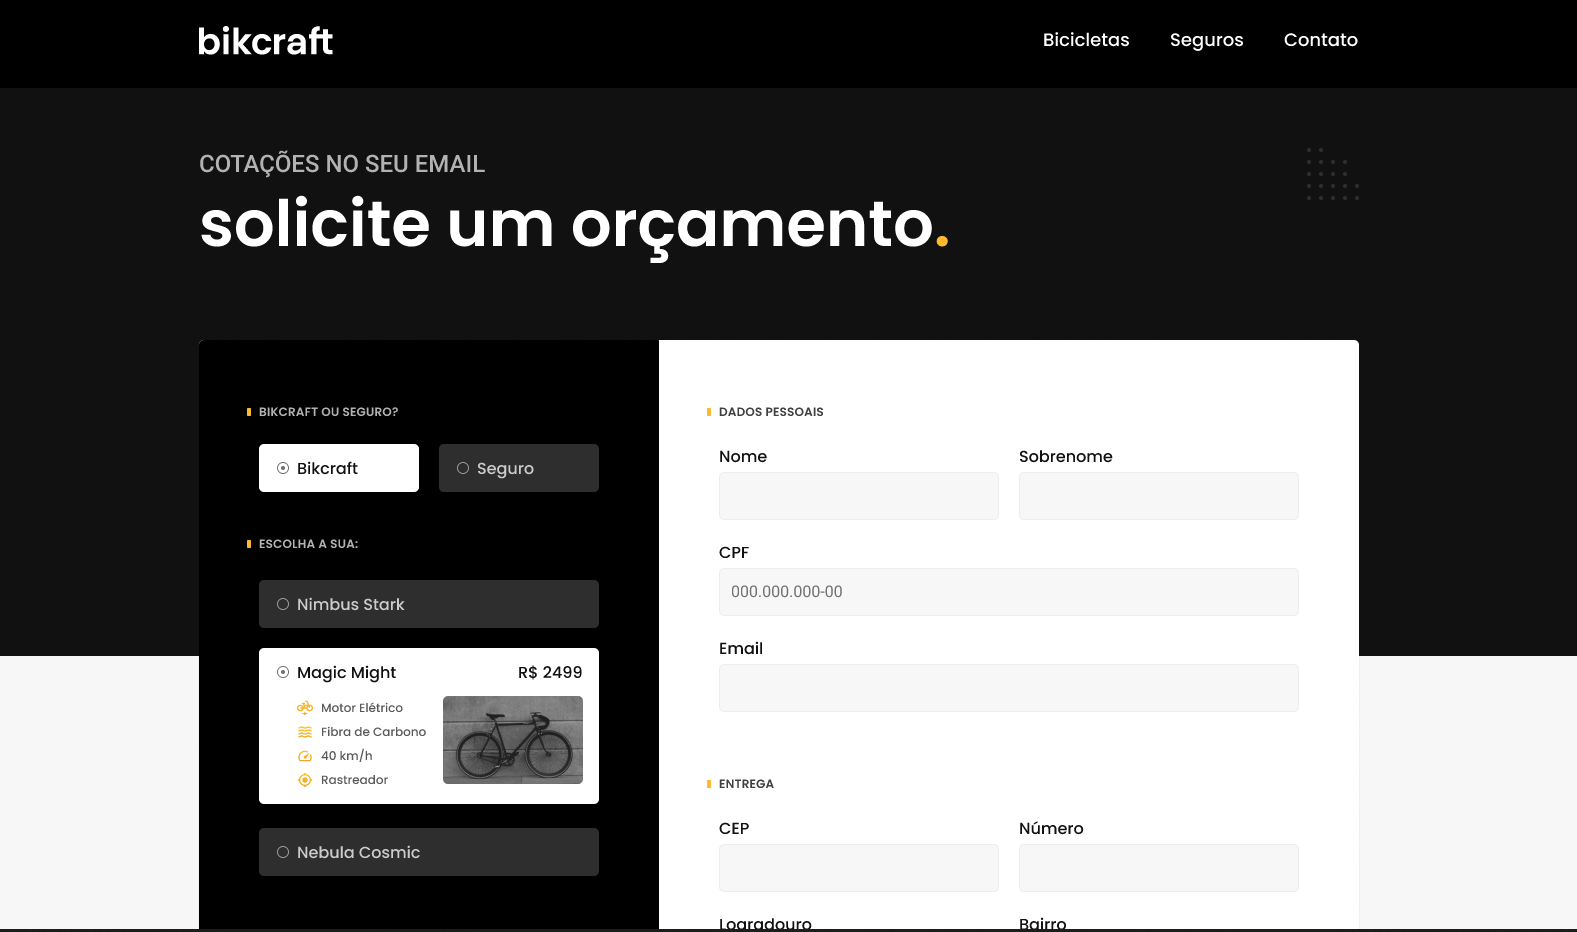 bikcraft
Bicicletas Seguros Contato
COTAÇÕES NO SEU EMAIL
solicite um orçamento.
BIKCRAFT OU SEGURO?
Bikcraft
Seguro
ESCOLHA A SUA:
Nimbus Stark
Magic Might R$ 2499
Motor Elétrico
Fibra de Carbono
40 km/h
Rastreador
Nebula Cosmic
DADOS PESSOAIS
Nome Sobrenome
CPF
000.000.000-00
Email
ENTREGA
CEP Número
Logradouro Bairro